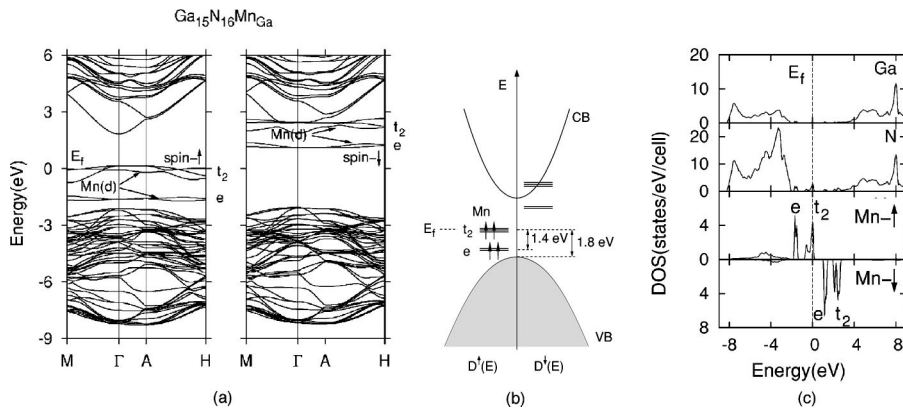 Ga15N16MnGa
Energy(eV)
6
3
0
-3
-6
-9
Ef
spin-↑
t2
Mn(d)
e
M Γ A H
t2
Mn(d)
e
spin-↓
M Γ A H
(a)
E
CB
Mn
Ef t2
e
1.4 eV
1.8 eV
VB
D↑(E) D↓(E)
(b)
DOS(states/eV/cell)
20
10
0
Ef
Ga
20
10
0
N
4
0
e t2 Mn-↑
4
8
Mn-↓
e t2
-8 -4 0 4 8
Energy(eV)
(c)